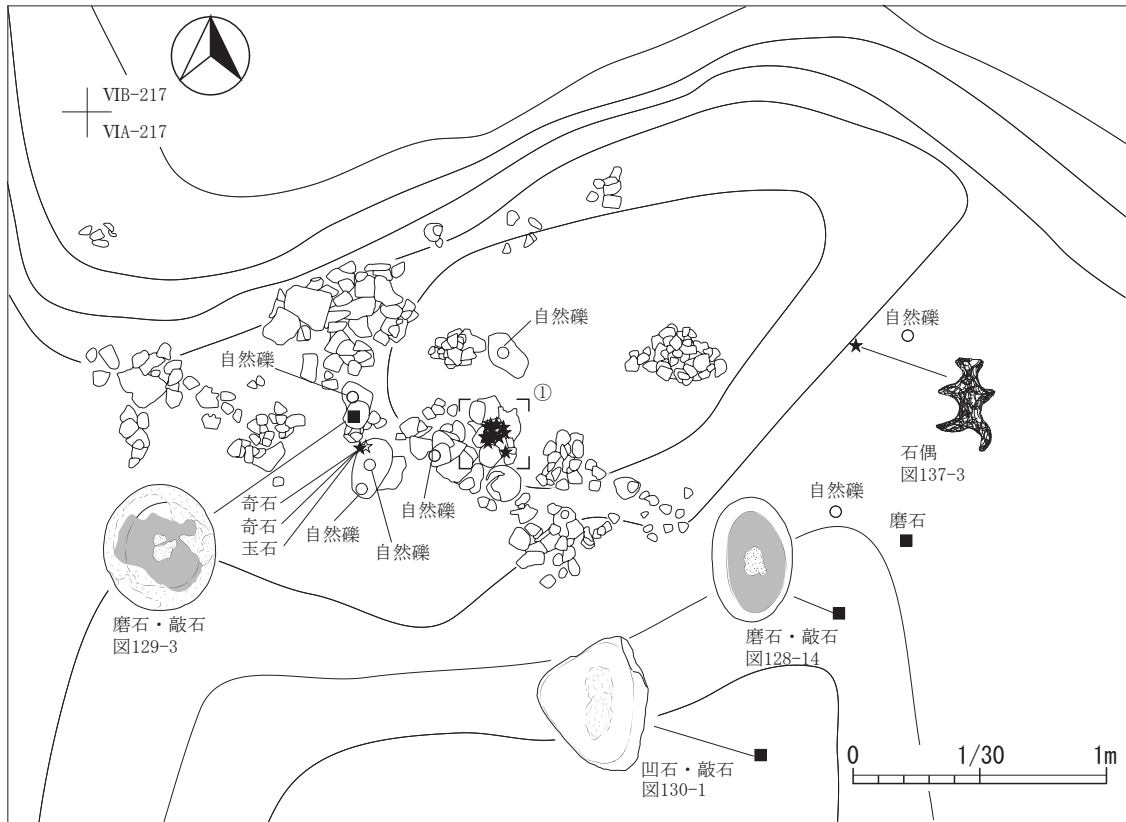 ⅥB-217
ⅥA-217
自然礫
自然礫
自然礫
①
石偶
図137-3
奇石
奇石
玉石
自然礫
自然礫
自然礫
自然礫
磨石
磨石・敲石
図129-3
磨石・敲石
図128-14
凹石・敲石
図130-1
0
1/30
1m